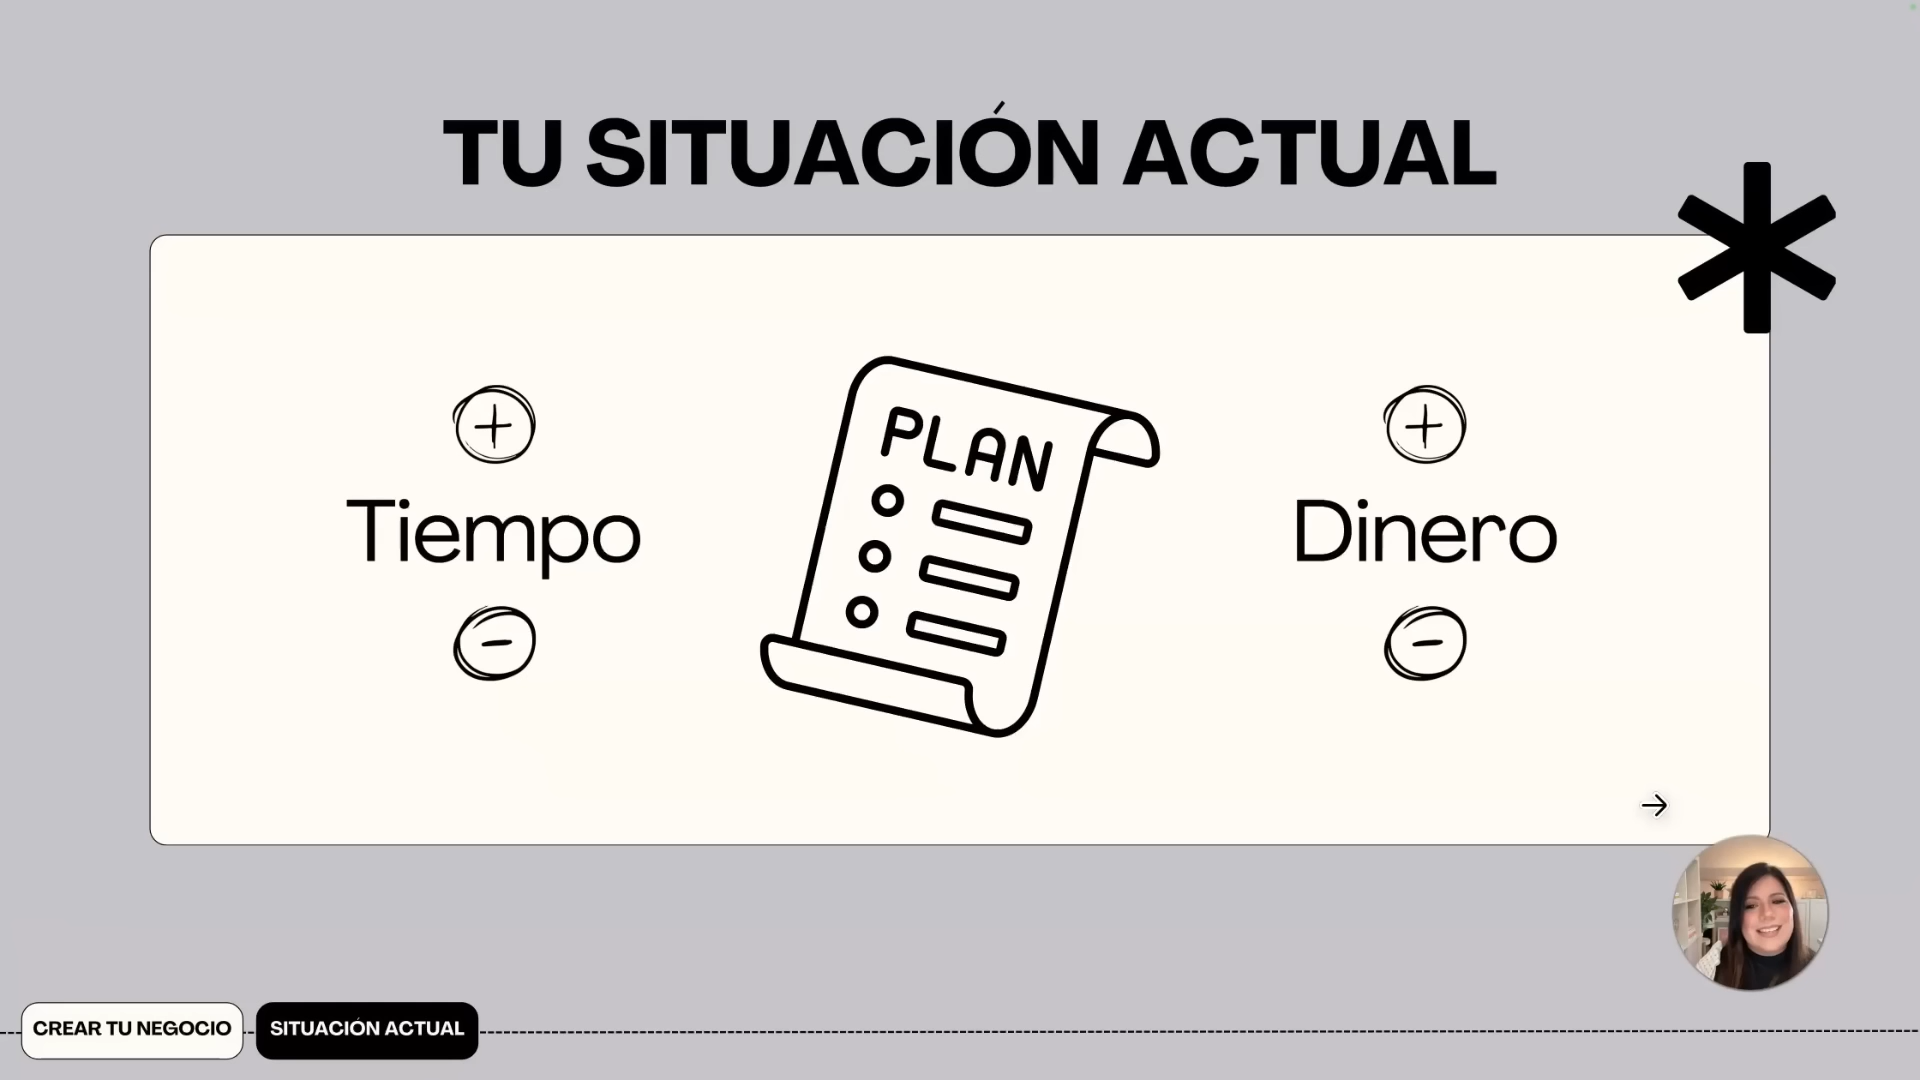 TU SITUACIÓN ACTUAL
+
+
PLAN
Tiempo
Dinero
-
-
CREAR TU NEGOCIO
SITUACIÓN ACTUAL